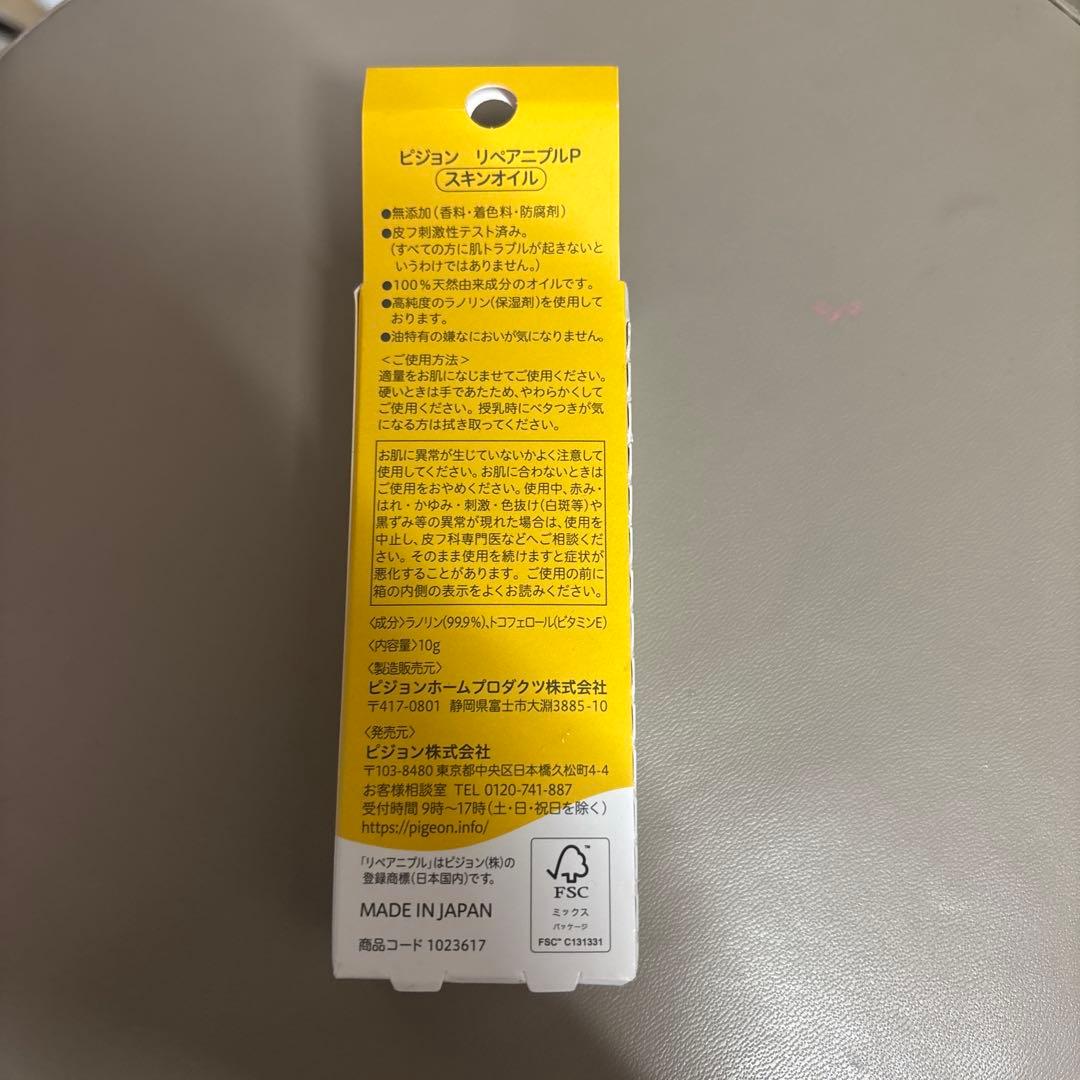 ピジョン リペアニプルP
スキンオイル
●無添加(香料・着色料・防腐剤)
●皮フ刺激性テスト済み。
(すべての方に肌トラブルが起きないと
いうわけではありません。)
●100%天然由来成分のオイルです。
●高純度のラノリン(保湿剤)を使用して
おります。
●油特有の嫌なにおいが気になりません。
<ご使用方法>
適量をお肌になじませてご使用ください。
硬いときは手であたため、やわらかくして
ご使用ください。授乳時にベタつきが気
になる方は拭き取ってください。
お肌に異常が生じていないかよく注意して
使用してください。お肌に合わないときは
ご使用をおやめください。使用中、赤み・
はれ・かゆみ・刺激・色抜け(白斑等)や
黒ずみ等の異常が現れた場合は、使用を
中止し、皮フ科専門医などへご相談くだ
さい。そのまま使用を続けますと症状が
悪化することがあります。ご使用の前に
箱の内側の表示をよくお読みください。
〈成分〉ラノリン(99.9%)、トコフェロール(ビタミンE)
〈内容量〉10g
〈製造販売元〉
ピジョンホームプロダクツ株式会社
〒417-0801 静岡県富士市大淵3885-10
〈発売元〉
ピジョン株式会社
〒103-8480 東京都中央区日本橋久松町4-4
お客様相談室 TEL 0120-741-887
受付時間 9時~17時(土・日・祝日を除く)
https://pigeon.info/
「リペアニプル」はピジョン(株)の
登録商標(日本国内)です。
MADE IN JAPAN
商品コード 1023617
FSC
ミックス
パッケージ
FSC™ C131331